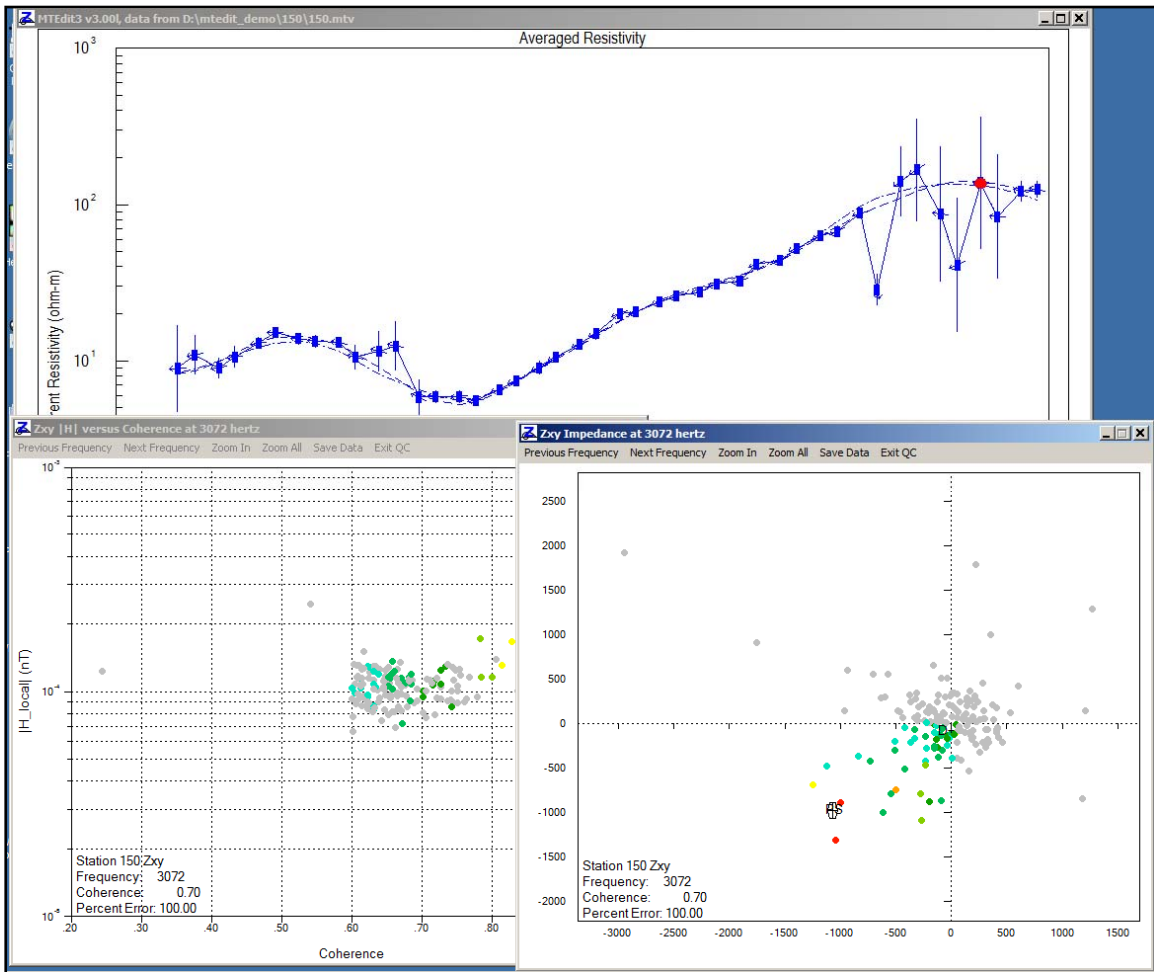 MTEdit3 v3.00l, data from D:\mtedit_demo\150\150.mtv
Averaged Resistivity
10³
10²
10¹
rent Resistivity (ohm-m)
Zxy |H| versus Coherence at 3072 hertz
Previous Frequency Next Frequency Zoom In Zoom All Save Data Exit QC
10⁻³
10⁻⁴
|H_local| (nT)
Station 150 Zxy
Frequency: 3072
Coherence: 0.70
Percent Error: 100.00
.20 .30 .40 .50 .60 .70 .80
Coherence
Zxy Impedance at 3072 hertz
Previous Frequency Next Frequency Zoom In Zoom All Save Data Exit QC
2500
2000
1500
1000
500
0
-500
-1000
-1500
-2000
Station 150 Zxy
Frequency: 3072
Coherence: 0.70
Percent Error: 100.00
-3000 -2500 -2000 -1500 -1000 -500 0 500 1000 1500